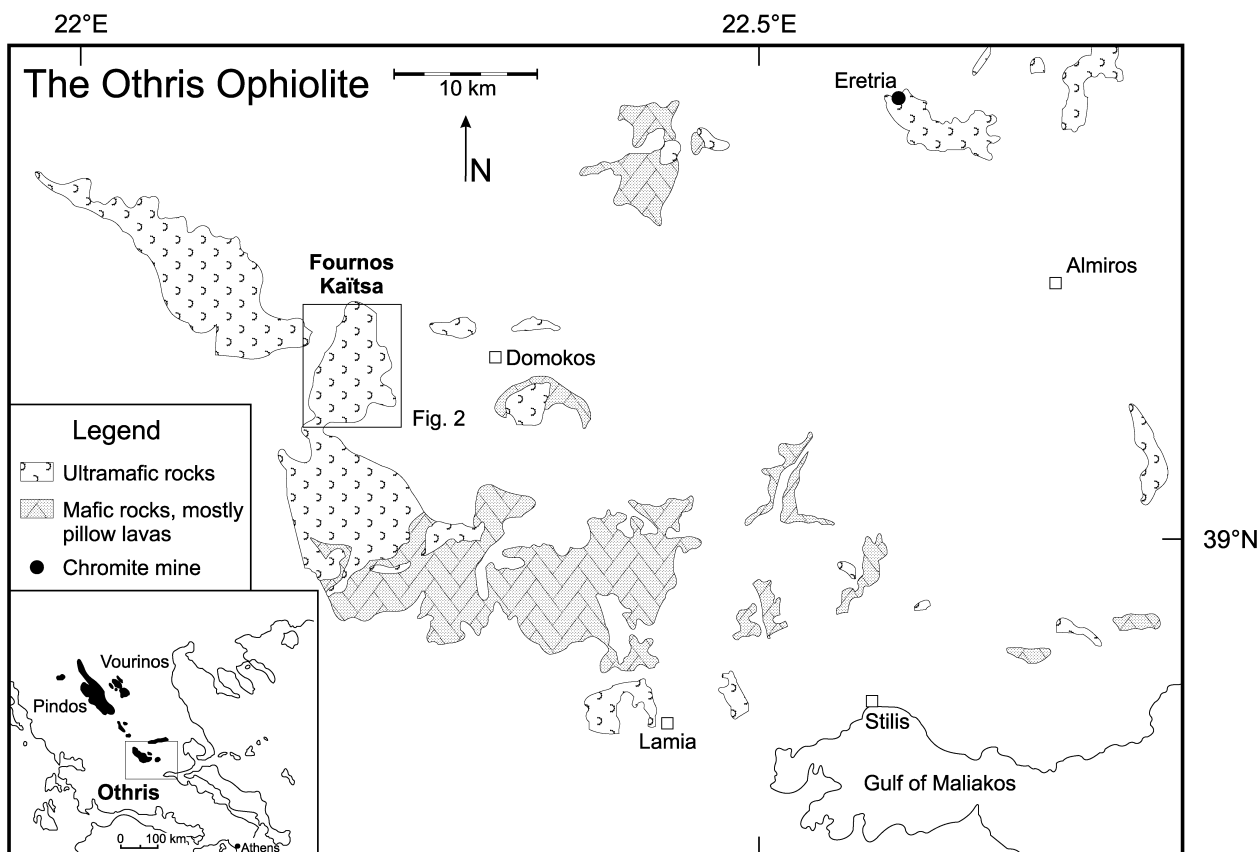 22°E
22.5°E
The Othris Ophiolite
10 km
N
Eretria
Almiros
Fournos
Kaïtsa
Domokos
Fig. 2
39°N
Legend
Ultramafic rocks
Mafic rocks, mostly
pillow lavas
Chromite mine
Vourinos
Pindos
Othris
0 100 km
Athens
Lamia
Stilis
Gulf of Maliakos